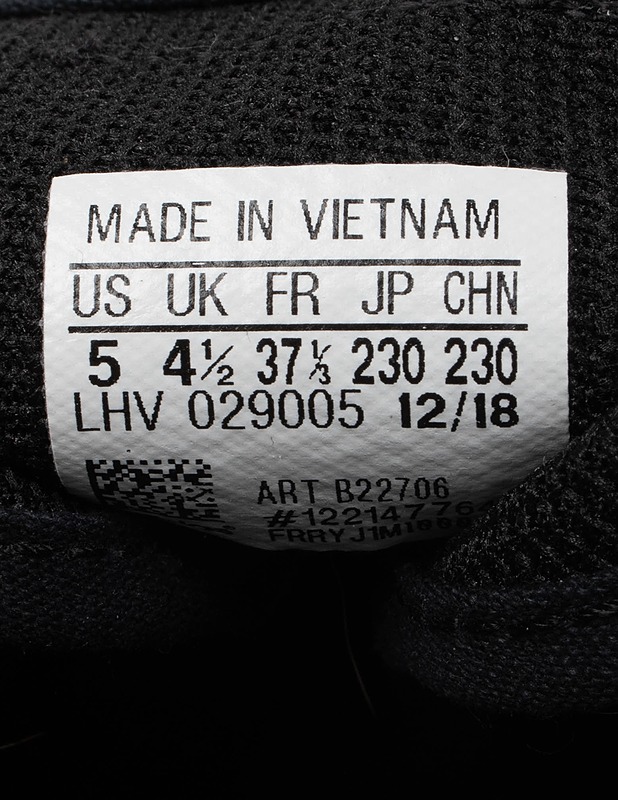 MADE IN VIETNAM
US UK FR JP CHN
5 4½ 37⅓ 230 230
LHV 029005 12/18
ART B22706